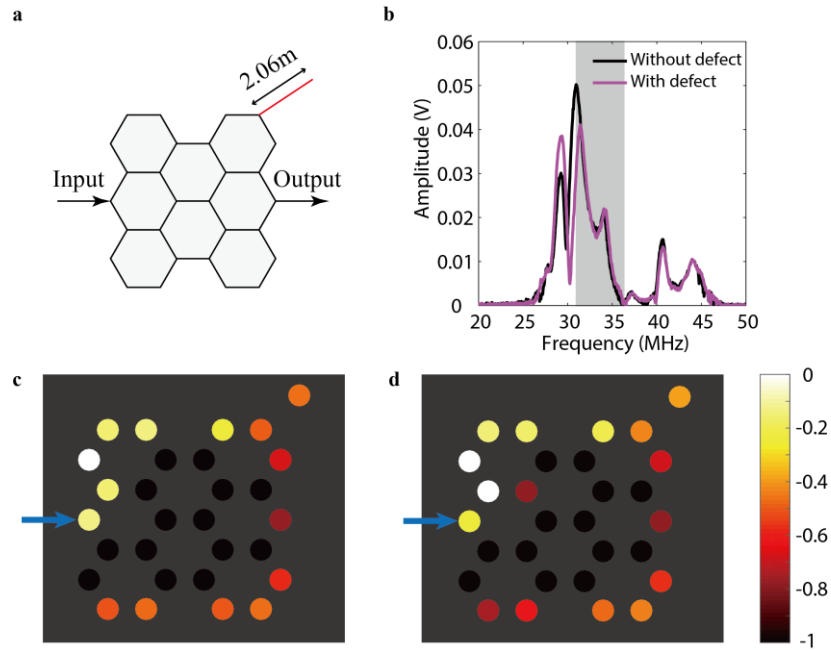 a
2.06m
Input
Output
b
0.06
0.05
0.04
0.03
0.02
0.01
0
Amplitude (V)
Without defect
With defect
20 25 30 35 40 45 50
Frequency (MHz)
c
d
0
-0.2
-0.4
-0.6
-0.8
-1